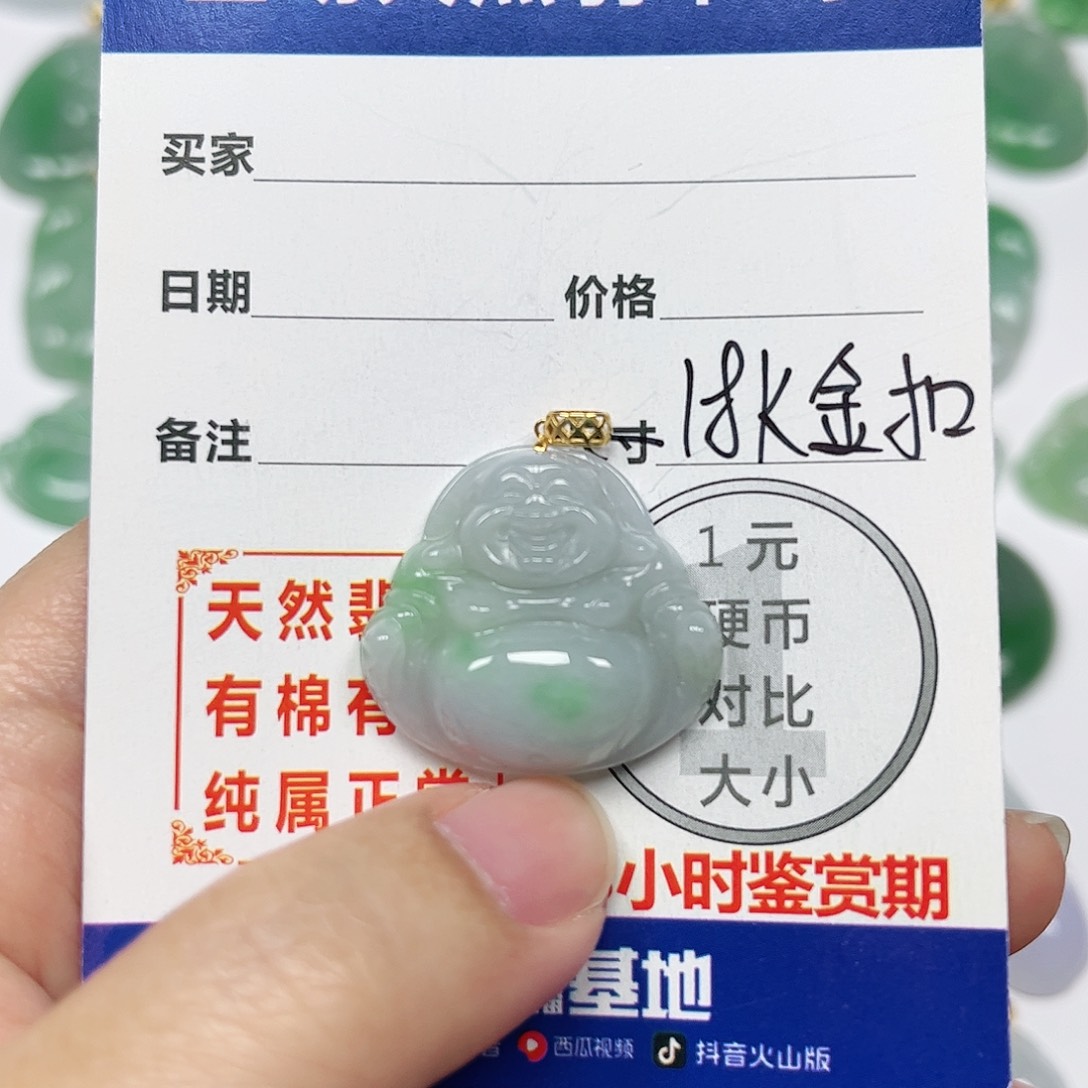 买家
日期 价格
备注 寸 18K金扣
天然
有棉有
纯属正常
1元
硬币
对比
大小
小时鉴赏期
基地
西瓜视频 抖音火山版